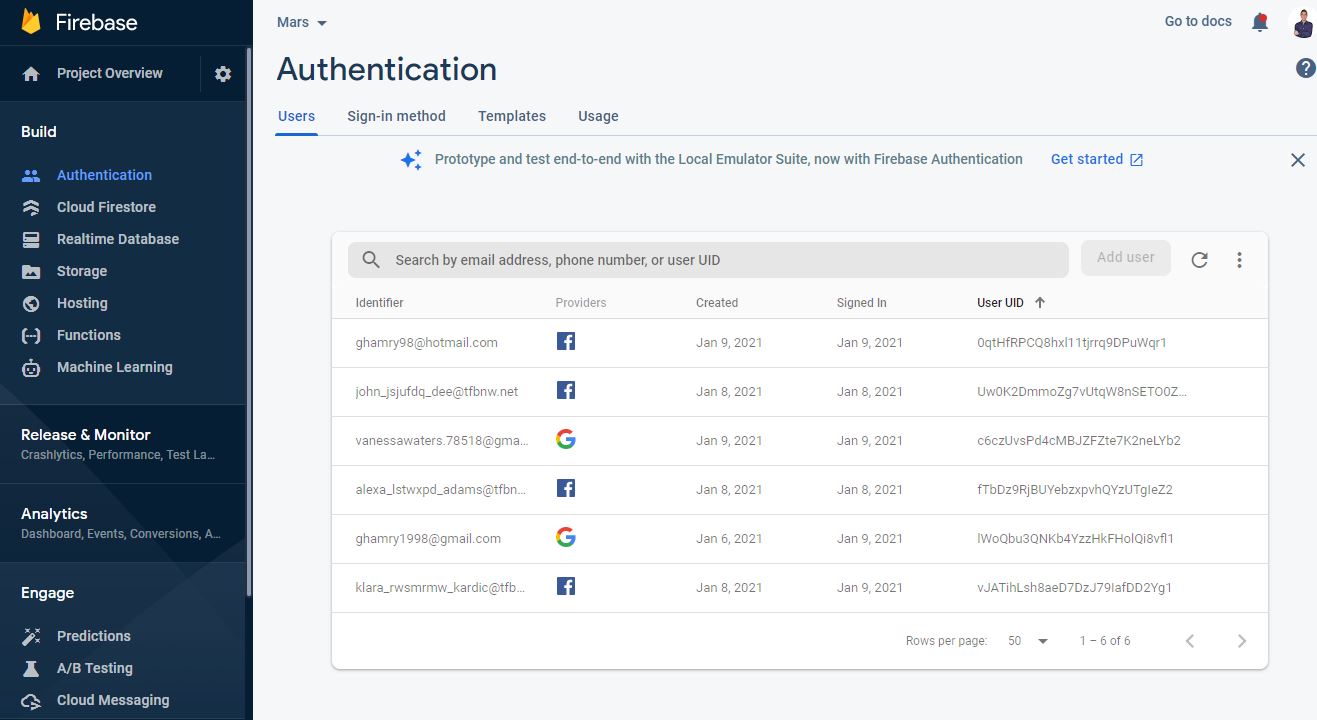 Firebase
Mars
Go to docs
Project Overview
Authentication
Users Sign-in method Templates Usage
Prototype and test end-to-end with the Local Emulator Suite, now with Firebase Authentication Get started
Build
Authentication
Cloud Firestore
Realtime Database
Storage
Hosting
Functions
Machine Learning
Release & Monitor
Crashlytics, Performance, Test La...
Analytics
Dashboard, Events, Conversions, A...
Engage
Predictions
A/B Testing
Cloud Messaging
Search by email address, phone number, or user UID Add user
Identifier Providers Created Signed In User UID
ghamry98@hotmail.com Jan 9, 2021 Jan 9, 2021 0qtHfRPCQ8hxl11tjrrq9DPuWqr1
john_jsjufdq_dee@tfbnw.net Jan 8, 2021 Jan 8, 2021 Uw0K2DmmoZg7vUtqW8nSETO0Z...
vanessawaters.78518@gma... Jan 9, 2021 Jan 9, 2021 c6czUvsPd4cMBJZFZte7K2neLYb2
alexa_lstwxpd_adams@tfbn... Jan 8, 2021 Jan 8, 2021 fTbDz9RjBUYebzxpvhQYzUTgIeZ2
ghamry1998@gmail.com Jan 6, 2021 Jan 9, 2021 lWoQbu3QNKb4YzzHkFHolQi8vfl1
klara_rwsmrmw_kardic@tfb... Jan 8, 2021 Jan 9, 2021 vJATihLsh8aeD7DzJ79IafDD2Yg1
Rows per page: 50 1 – 6 of 6